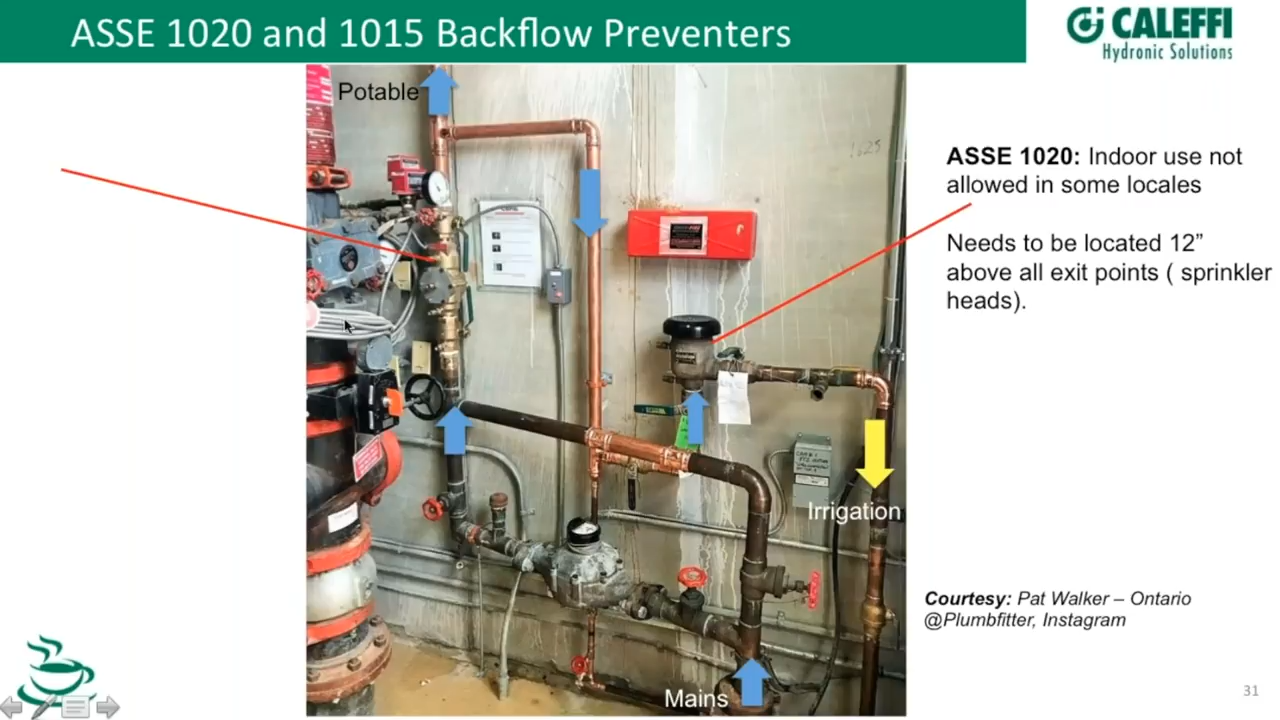 ASSE 1020 and 1015 Backflow Preventers
CALEFFI
Hydronic Solutions
Potable
ASSE 1020: Indoor use not
allowed in some locales
Needs to be located 12”
above all exit points ( sprinkler
heads).
Irrigation
Courtesy: Pat Walker – Ontario
@Plumbfitter, Instagram
Mains
31